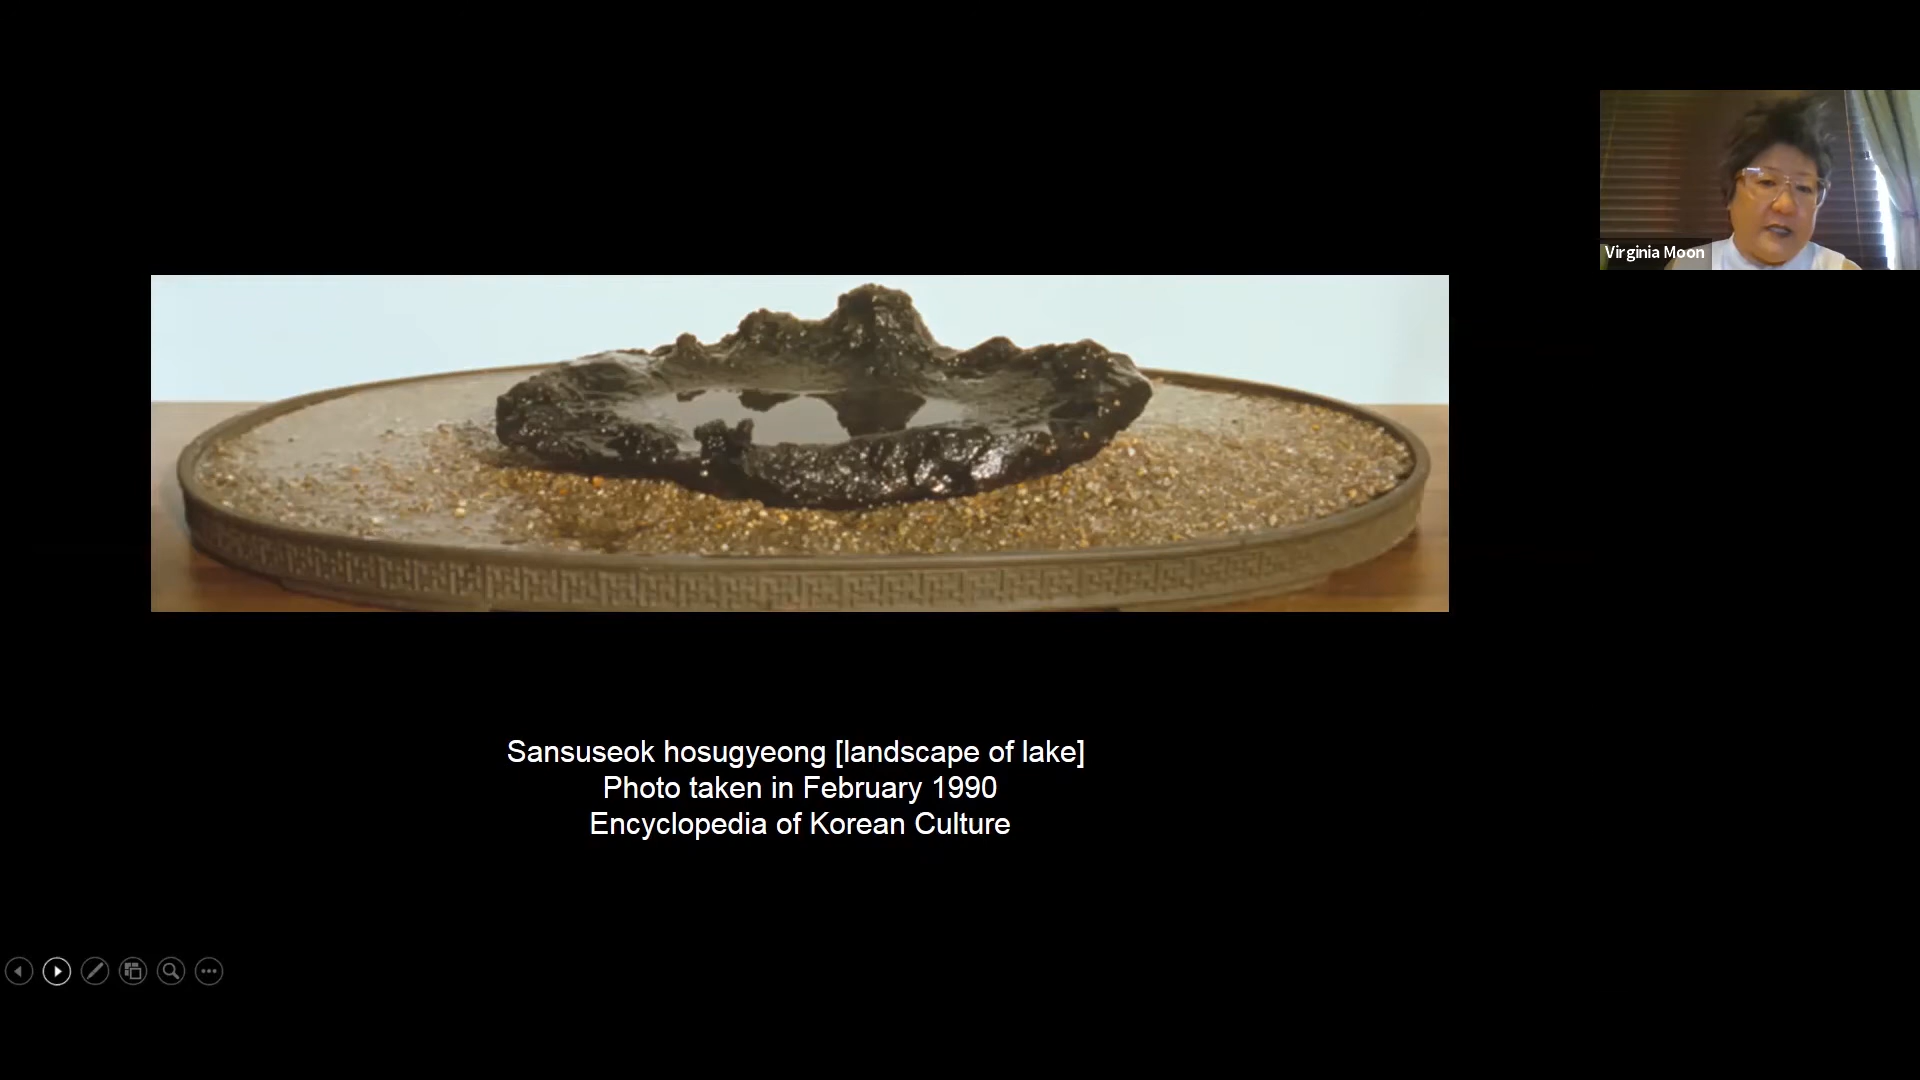 Virginia Moon
Sansuseok hosugyeong [landscape of lake]
Photo taken in February 1990
Encyclopedia of Korean Culture